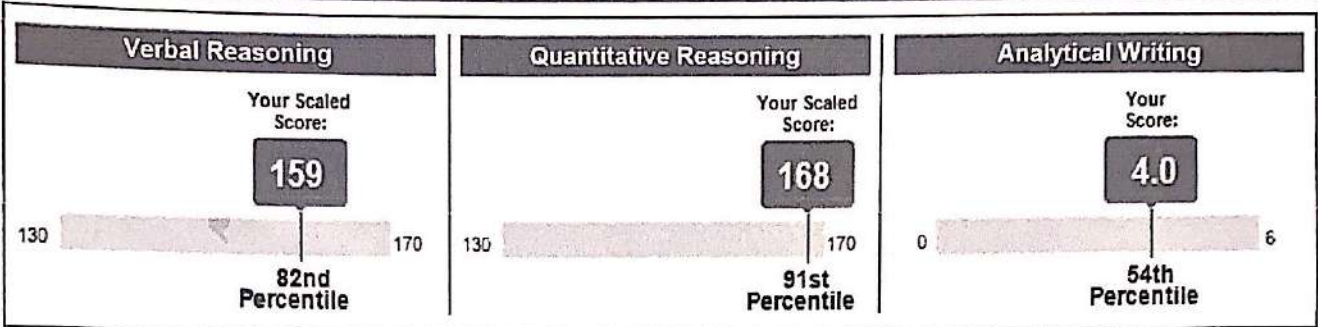 Verbal Reasoning
Your Scaled
Score:
159
130
170
82nd
Percentile
Quantitative Reasoning
Your Scaled
Score:
168
130
170
91st
Percentile
Analytical Writing
Your
Score:
4.0
0
6
54th
Percentile